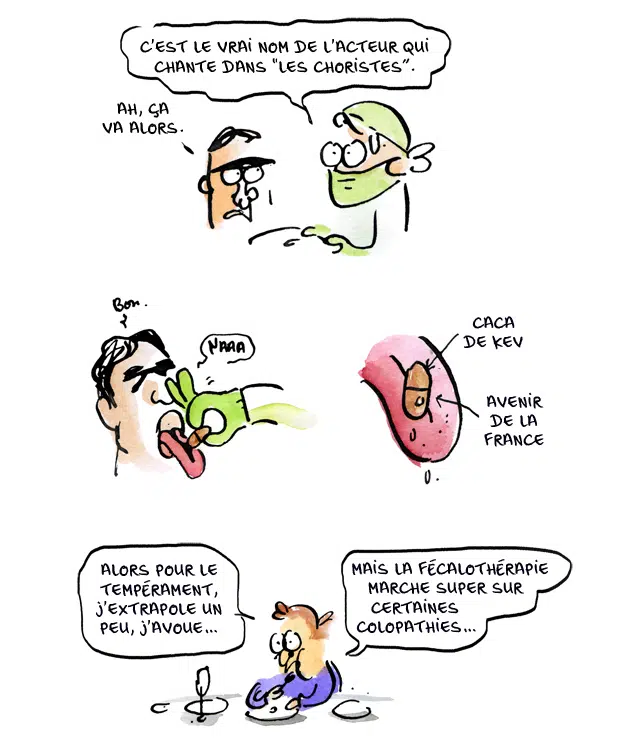 C'EST LE VRAI NOM DE L'ACTEUR QUI
CHANTE DANS "LES CHORISTES".
AH, ÇA
VA ALORS.
Bon.
MAAA
CACA
DE KEV
AVENIR
DE LA
FRANCE
ALORS POUR LE
TEMPÉRAMENT,
J'EXTRAPOLE UN
PEU, J'AVOUE...
MAIS LA FÉCALOTHÉRAPIE
MARCHE SUPER SUR
CERTAINES
COLOPATHIES...